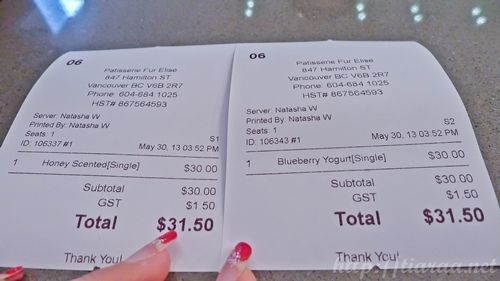 06
Patisserie Fur Elise
847 Hamilton ST
Vancouver BC V6B 2R7
Phone: 604-684 1025
HST# 867564593
Server: Natasha W
Printed By: Natasha W
Seats: 1
S1
ID: 106337 #1 May 30, 13 03:52 PM
1 Honey Scented[Single] $30.00
Subtotal $30.00
GST $1.50
Total $31.50
Thank You!
06
Patisserie Fur Elise
847 Hamilton ST
Vancouver BC V6B 2R7
Phone: 604-684 1025
HST# 867564593
Server: Natasha W
Printed By: Natasha W
Seats: 1
S2
ID: 106343 #1 May 30, 13 03:52 PM
1 Blueberry Yogurt[Single] $30.00
Subtotal $30.00
GST $1.50
Total $31.50
Thank You!
http://tiaraa.net